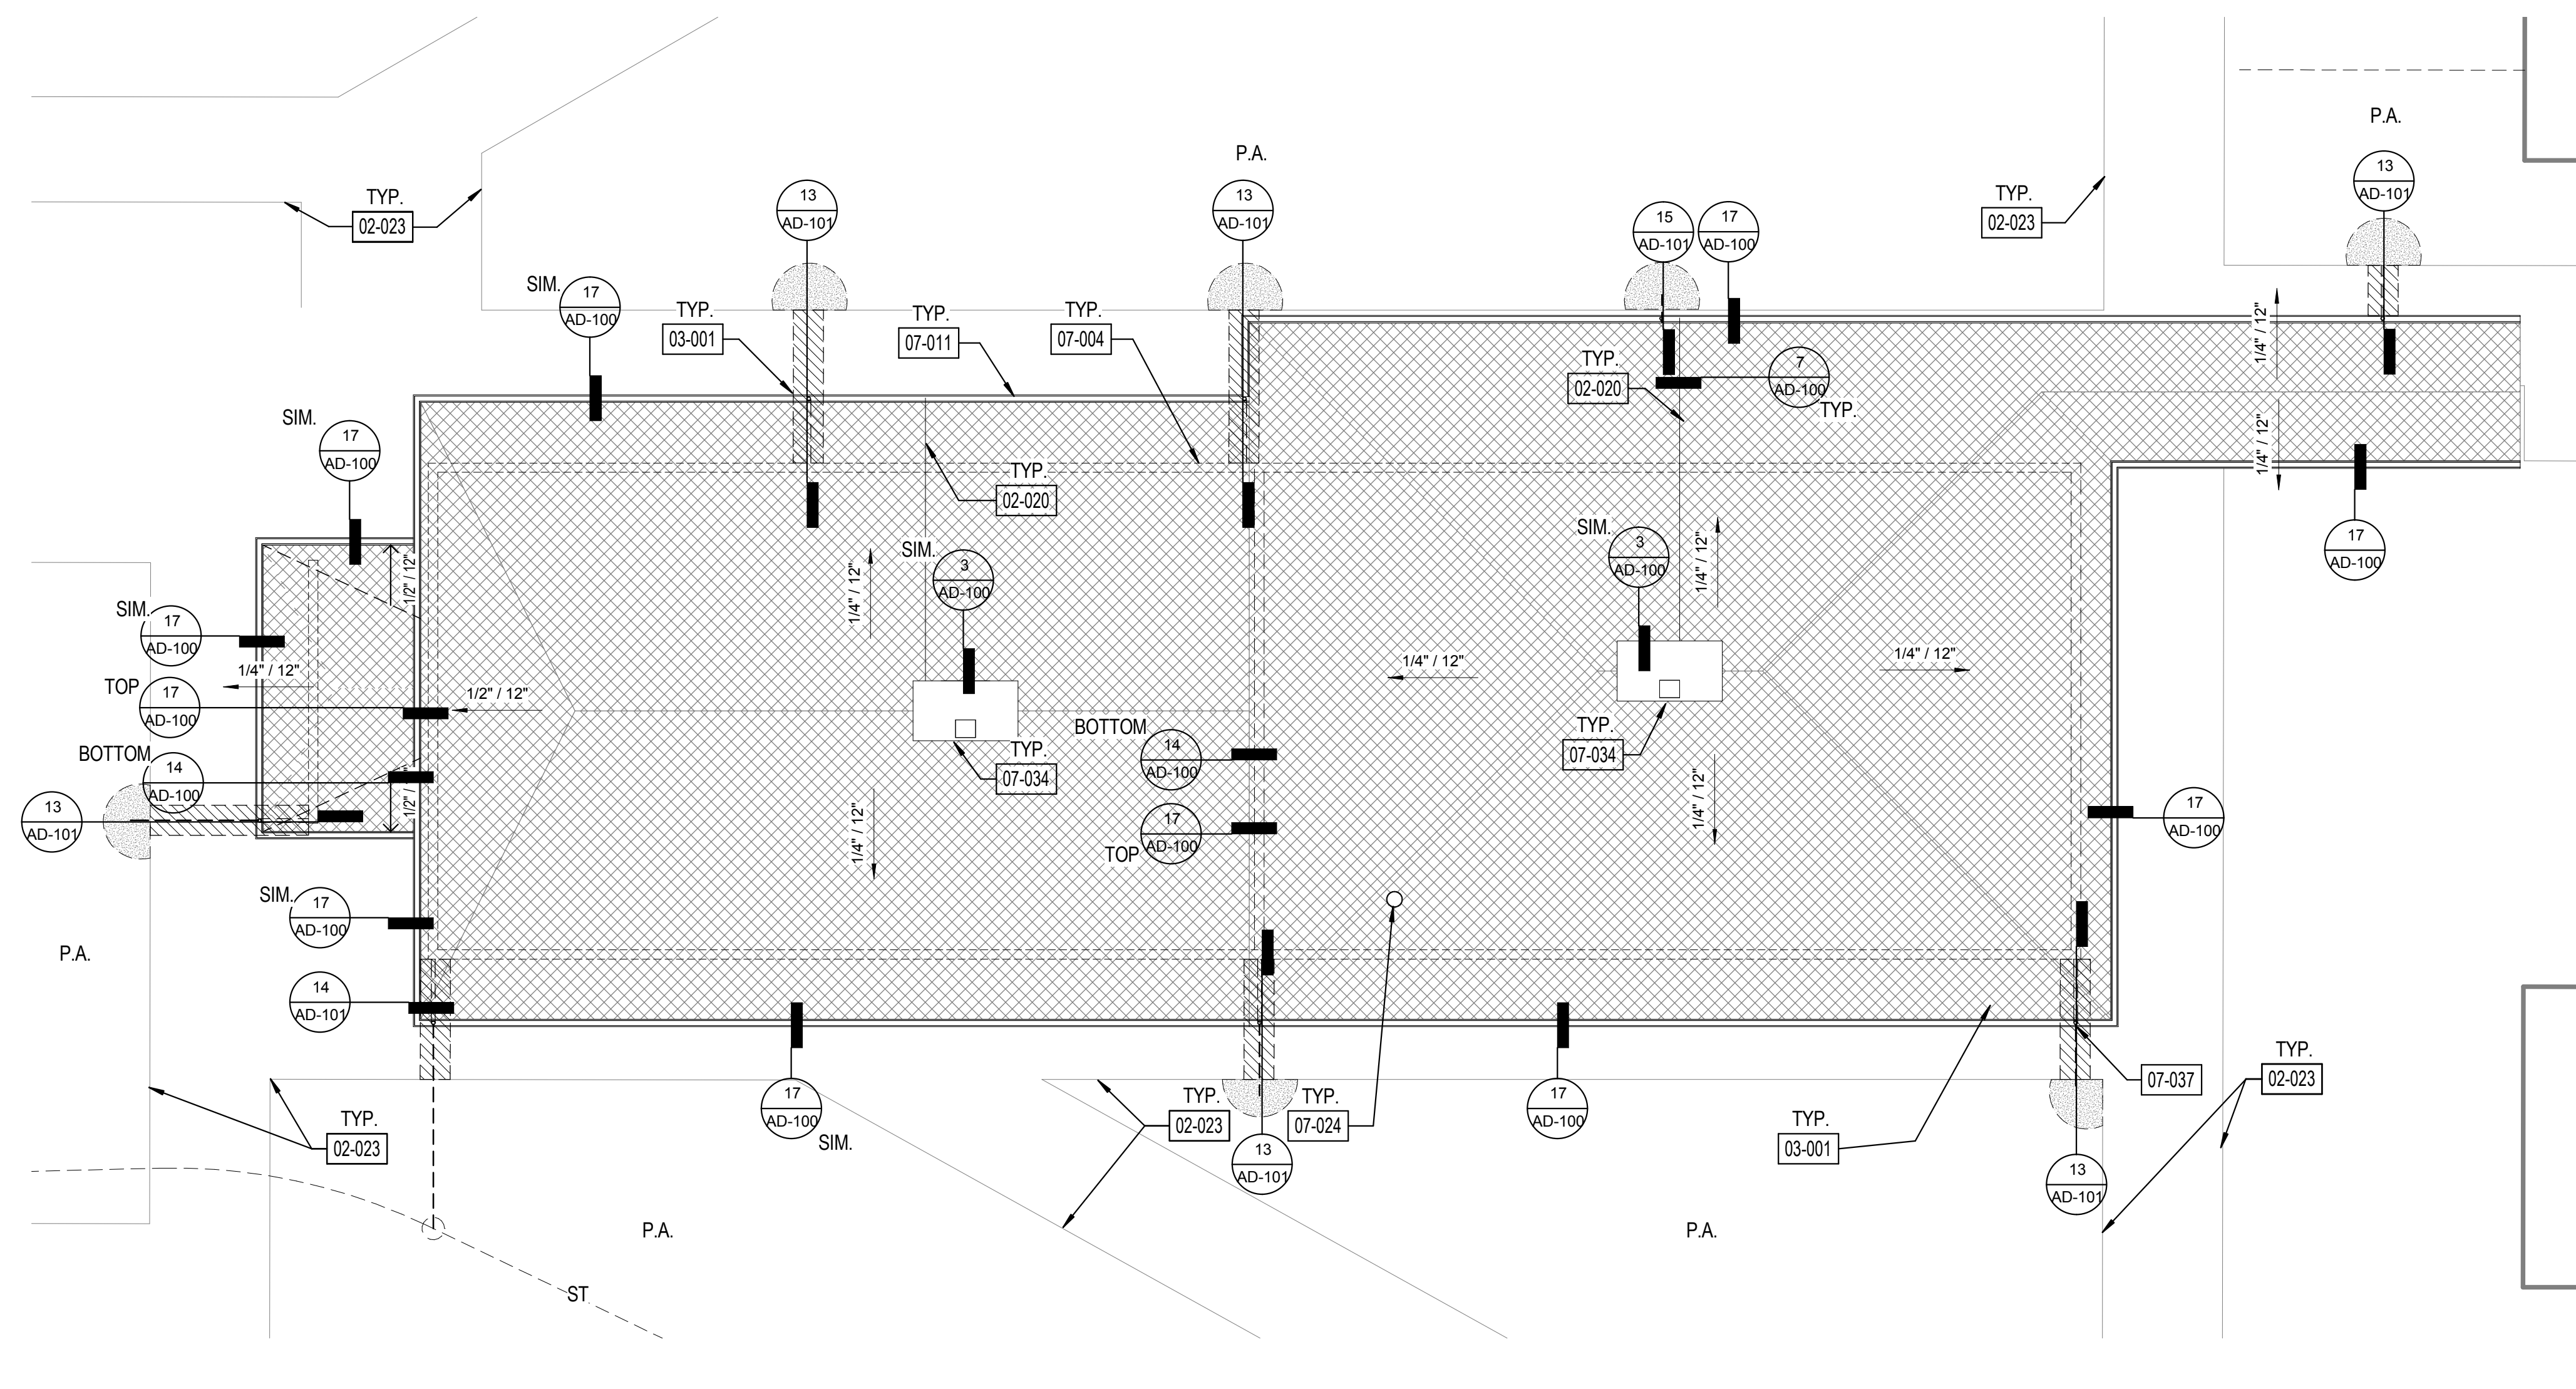 P.A.
P.A.
13
AD-101
13
AD-101
13
AD-101
TYP.
02-023
TYP.
02-023
15
AD-101
17
AD-100
SIM.
17
AD-100
TYP.
03-001
TYP.
07-011
TYP.
07-004
1/4" / 12"
TYP.
02-020
7
AD-100
TYP.
SIM.
17
AD-100
1/4" / 12"
TYP.
02-020
SIM.
3
AD-100
SIM.
3
AD-100
17
AD-100
1/4" / 12"
1/4" / 12"
1/2" / 12"
SIM.
17
AD-100
1/4" / 12"
1/4" / 12"
1/4" / 12"
TOP
17
AD-100
1/2" / 12"
BOTTOM
14
AD-100
BOTTOM
14
AD-100
TYP.
07-034
TYP.
07-034
1/2"
13
AD-101
1/4" / 12"
1/4" / 12"
17
AD-100
TOP
17
AD-100
SIM.
17
AD-100
P.A.
14
AD-101
17
AD-100
SIM.
TYP.
02-023
TYP.
02-023
TYP.
07-024
17
AD-100
TYP.
03-001
07-037
TYP.
02-023
13
AD-101
13
AD-101
P.A.
P.A.
ST.